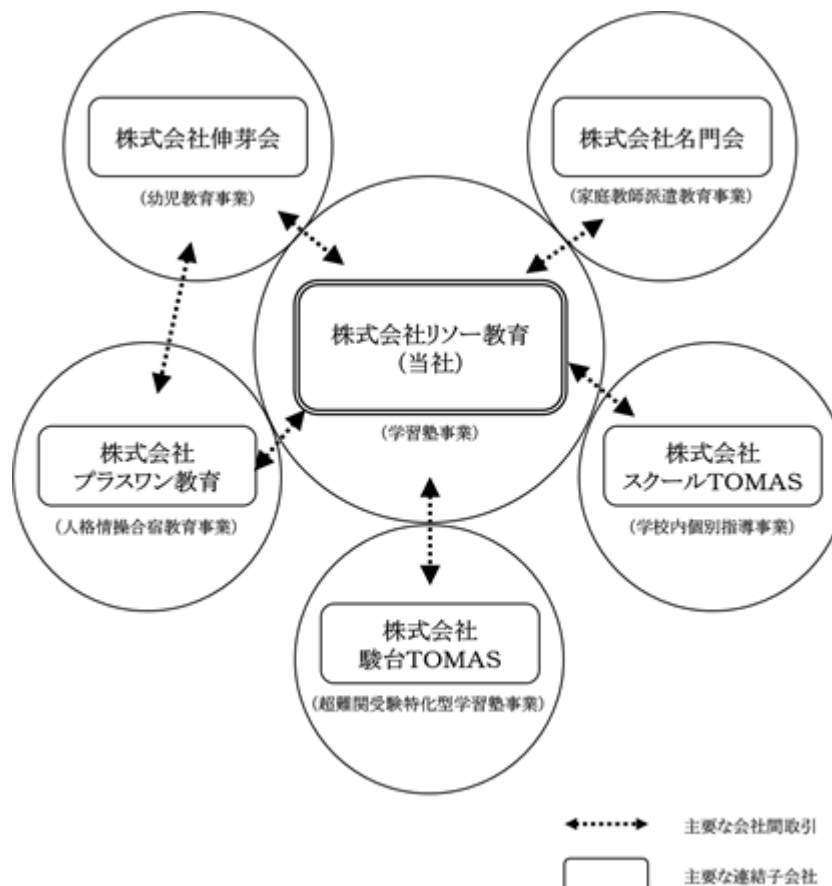 株式会社伸芽会
(幼児教育事業)
株式会社名門会
(家庭教師派遣教育事業)
株式会社リソー教育
(当社)
(学習塾事業)
株式会社
プラスワン教育
(人格情操合宿教育事業)
株式会社
スクールTOMAS
(学校内個別指導事業)
株式会社
駿台TOMAS
(超難関受験特化型学習塾事業)
主要な会社間取引
主要な連結子会社